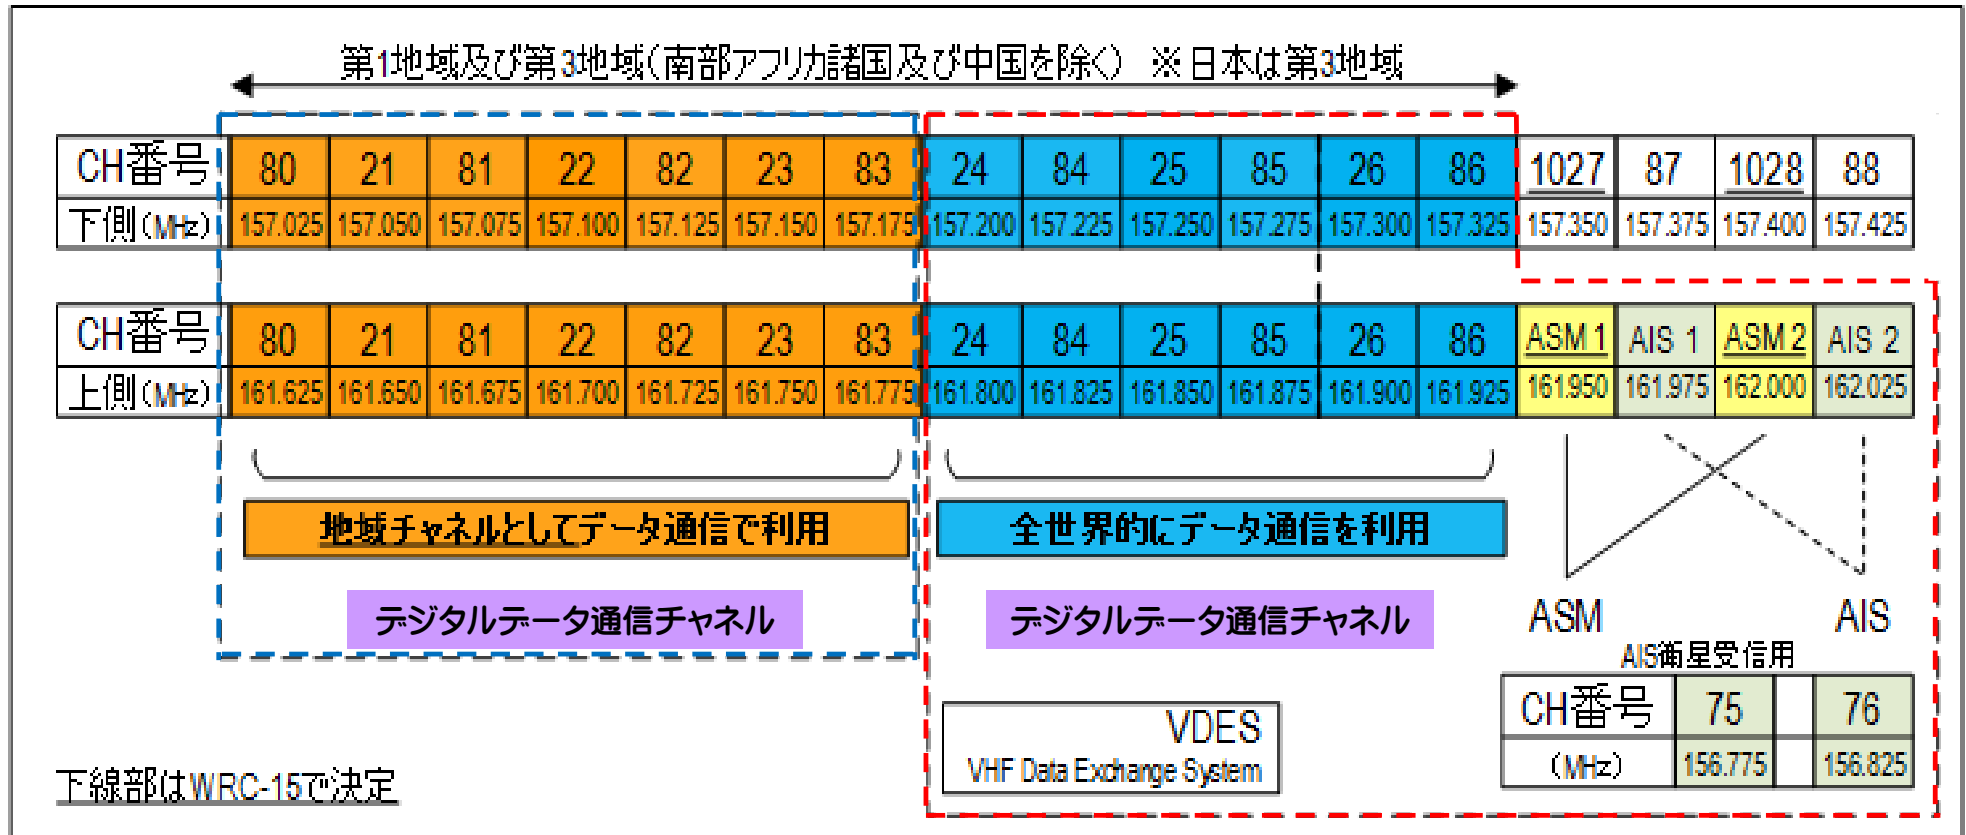 第1地域及び第3地域(南部アフリカ諸国及び中国を除く) ※日本は第3地域
CH番号 80 21 81 22 82 23 83 24 84 25 85 26 86 1027 87 1028 88
下側(MHz) 157.025 157.050 157.075 157.100 157.125 157.150 157.175 157.200 157.225 157.250 157.275 157.300 157.325 157.350 157.375 157.400 157.425
CH番号 80 21 81 22 82 23 83 24 84 25 85 26 86 ASM 1 AIS 1 ASM 2 AIS 2
上側(MHz) 161.625 161.650 161.675 161.700 161.725 161.750 161.775 161.800 161.825 161.850 161.875 161.900 161.925 161.950 161.975 162.000 162.025
地域チャネルとしてデータ通信で利用 全世界的にデータ通信を利用
デジタルデータ通信チャネル デジタルデータ通信チャネル
ASM AIS
AIS衛星受信用
CH番号 75 76
(MHz) 156.775 156.825
VDES
VHF Data Exchange System
下線部はWRC-15で決定